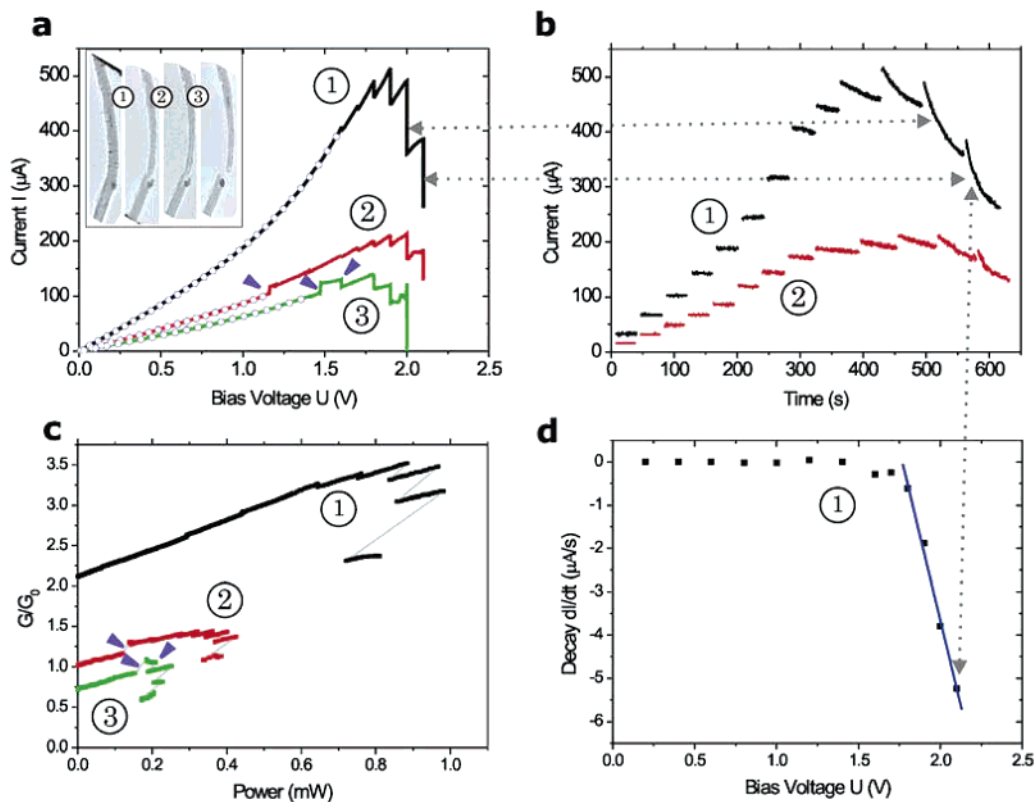 a
500
400
300
200
100
0
Current I (µA)
0.0 0.5 1.0 1.5 2.0 2.5
Bias Voltage U (V)
① ② ③
①
②
③
b
500
400
300
200
100
0
Current (µA)
0 100 200 300 400 500 600
Time (s)
①
②
c
3.5
3.0
2.5
2.0
1.5
1.0
0.5
0.0
G/G₀
0.0 0.2 0.4 0.6 0.8 1.0
Power (mW)
①
②
③
d
0
-1
-2
-3
-4
-5
-6
Decay dI/dt (µA/s)
0.0 0.5 1.0 1.5 2.0 2.5
Bias Voltage U (V)
①